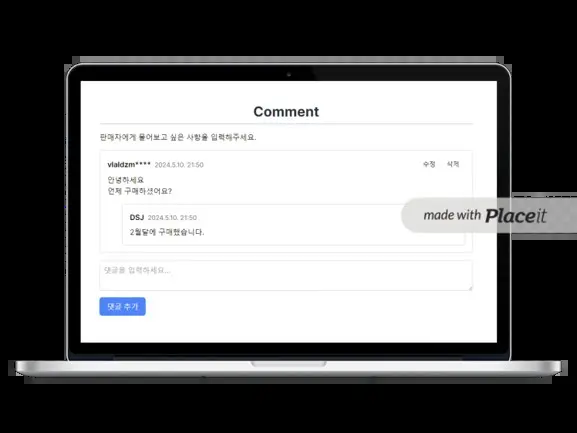 Comment
판매자에게 물어보고 싶은 사항을 입력해주세요.
vlaldzm**** 2024.5.10. 21:50
수정 삭제
안녕하세요
언제 구매하셨어요?
DSJ 2024.5.10. 21:50
2월달에 구매했습니다.
made with Placeit
댓글을 입력하세요...
댓글 추가